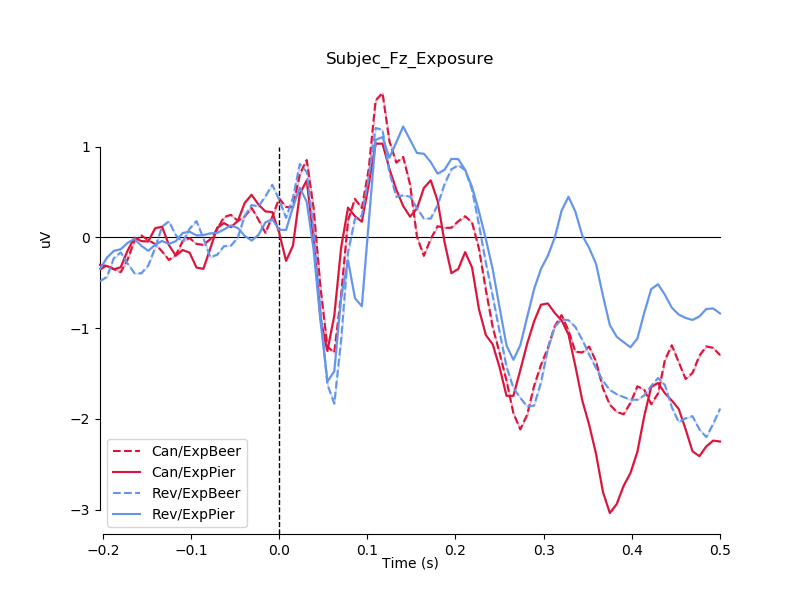 Subjec_Fz_Exposure
uV
1
0
−1
−2
−3
Can/ExpBeer
Can/ExpPier
Rev/ExpBeer
Rev/ExpPier
−0.2 −0.1 0.0 0.1 0.2 0.3 0.4 0.5
Time (s)